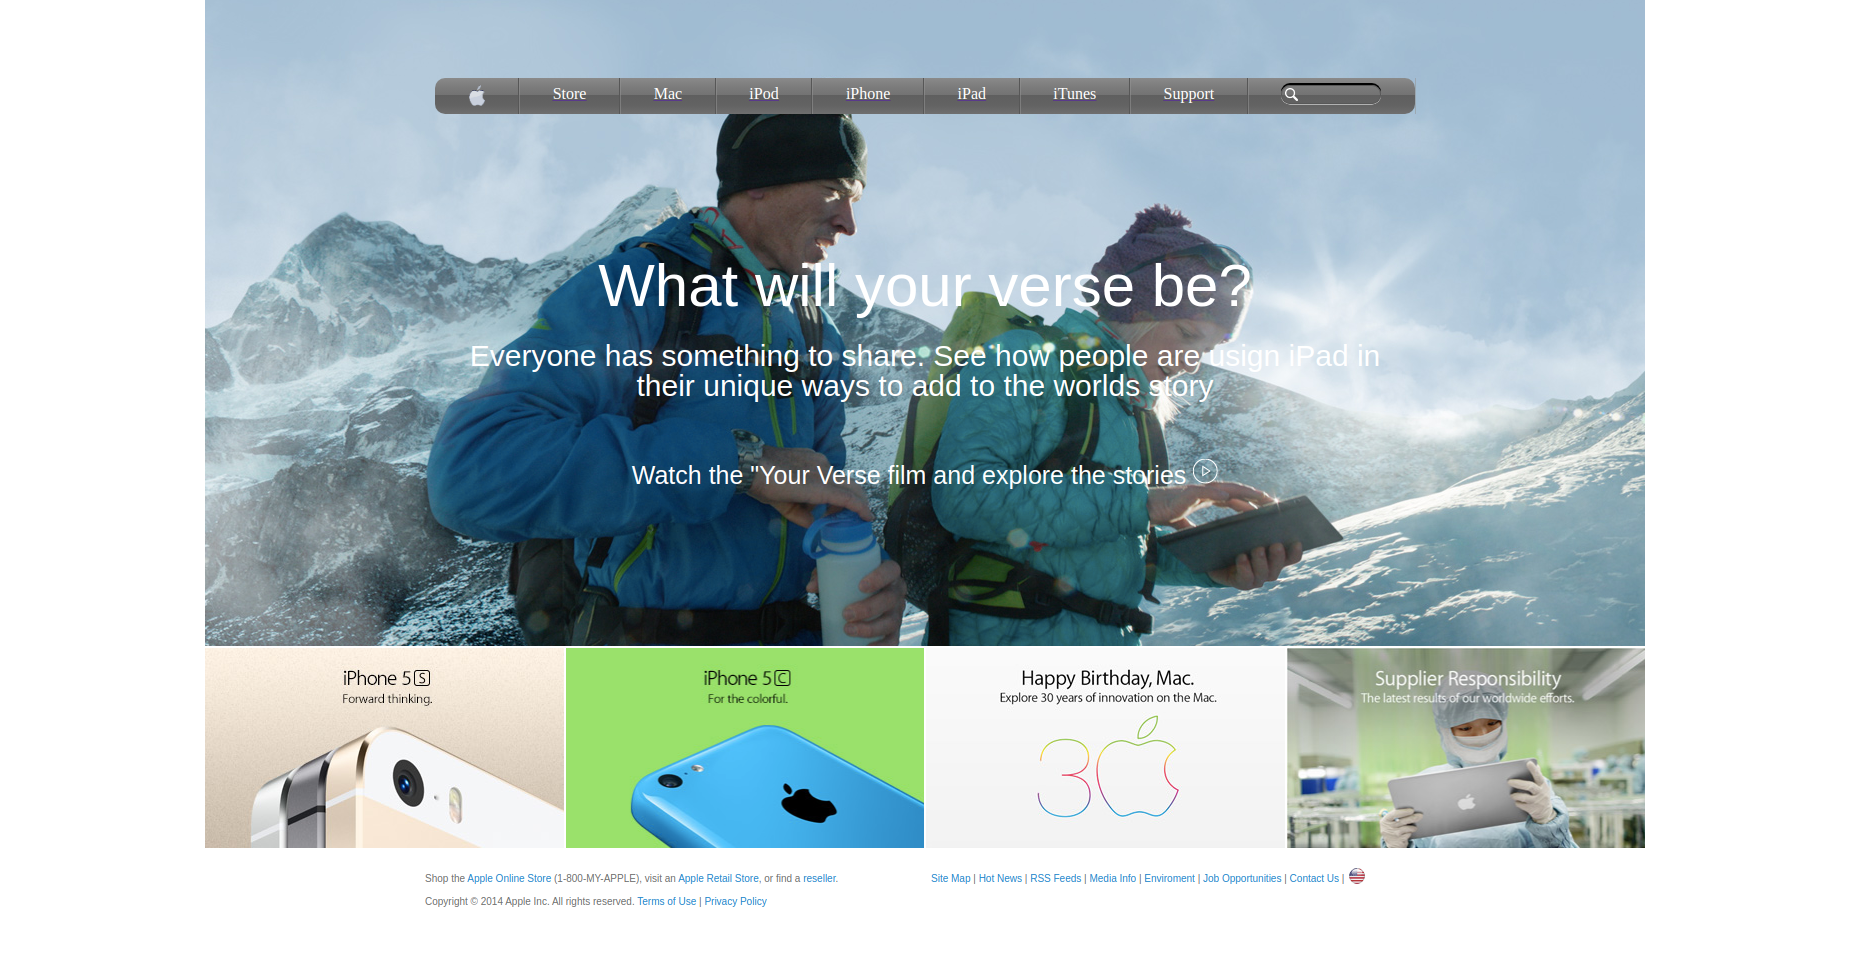 Store Mac iPod iPhone iPad iTunes Support
What will your verse be?
Everyone has something to share. See how people are usign iPad in
their unique ways to add to the worlds story
Watch the "Your Verse film and explore the stories
iPhone 5S
Forward thinking.
iPhone 5C
For the colorful.
Happy Birthday, Mac.
Explore 30 years of innovation on the Mac.
30
Supplier Responsibility
The latest results of our worldwide efforts.
Shop the Apple Online Store (1-800-MY-APPLE), visit an Apple Retail Store, or find a reseller.
Site Map | Hot News | RSS Feeds | Media Info | Enviroment | Job Opportunities | Contact Us |
Copyright © 2014 Apple Inc. All rights reserved. Terms of Use | Privacy Policy